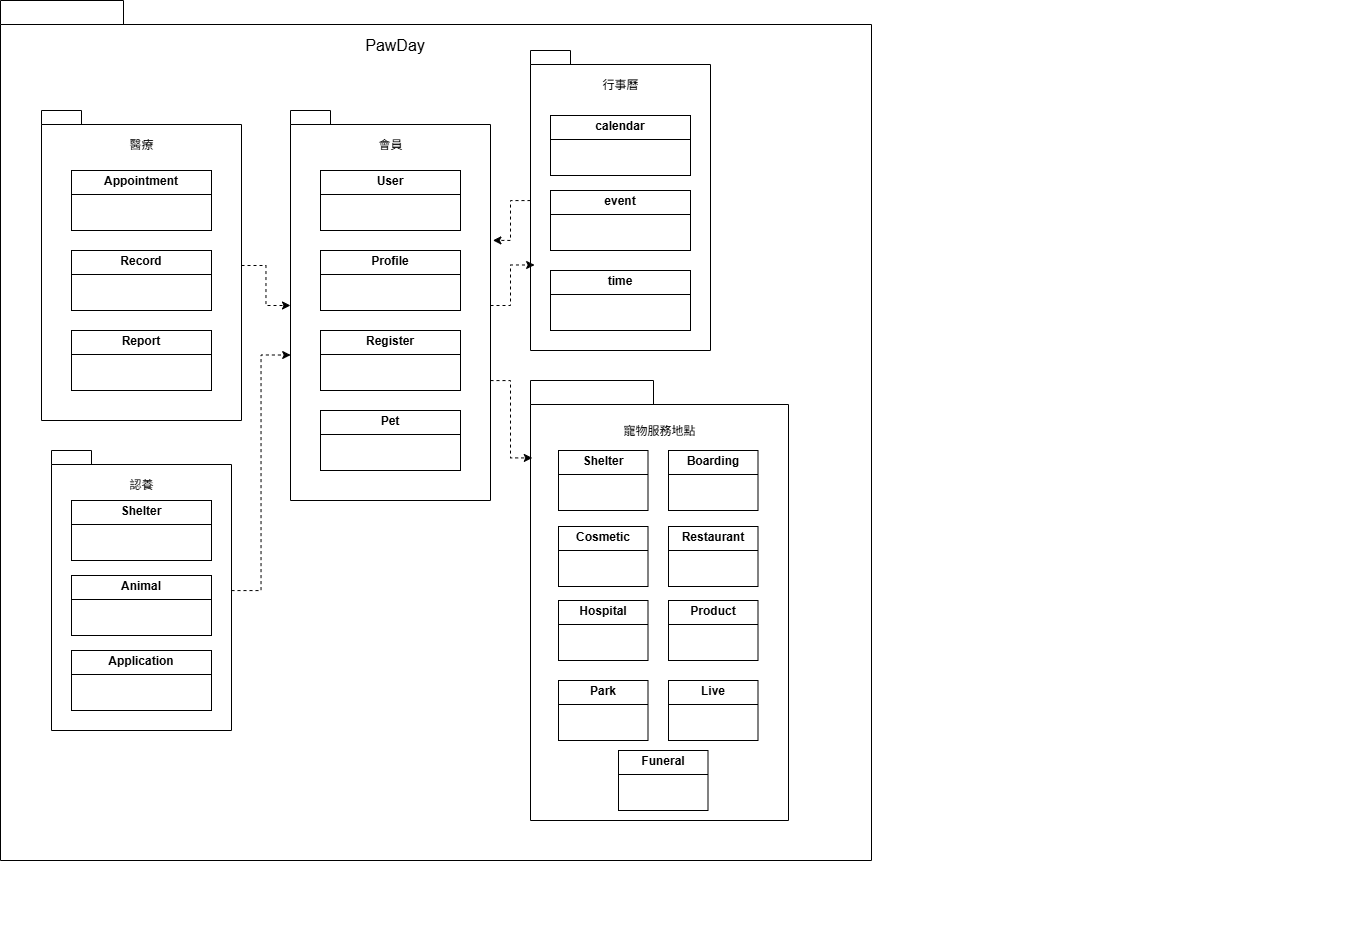 PawDay
醫療
Appointment
Record
Report
認養
Shelter
Animal
Application
會員
User
Profile
Register
Pet
行事曆
calendar
event
time
寵物服務地點
Shelter
Boarding
Cosmetic
Restaurant
Hospital
Product
Park
Live
Funeral